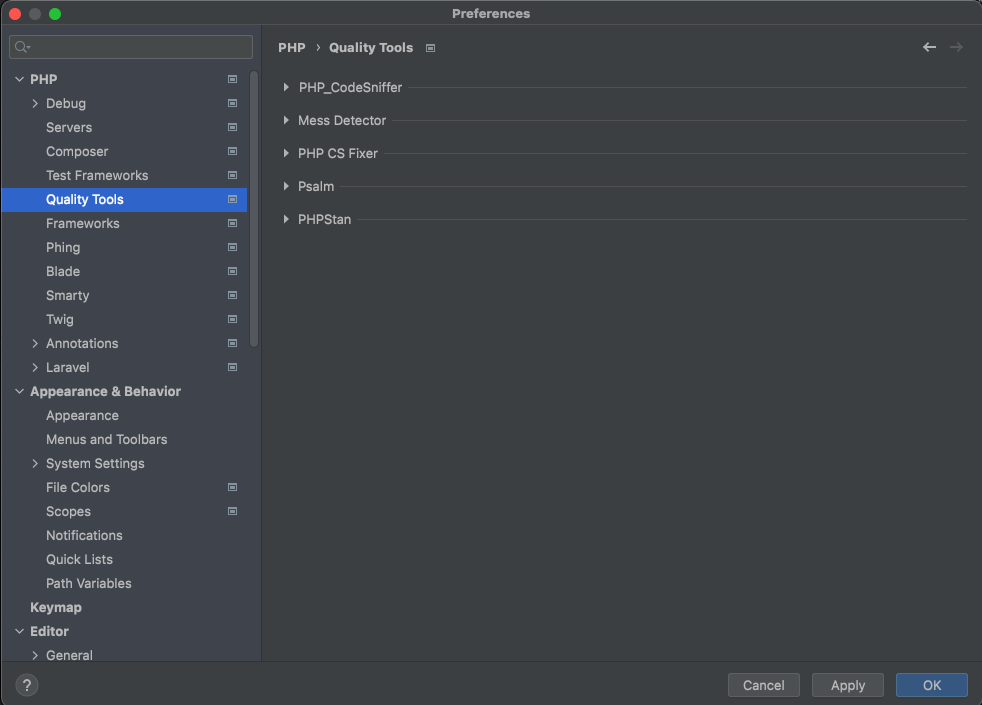 Preferences
PHP
Debug
Servers
Composer
Test Frameworks
Quality Tools
Frameworks
Phing
Blade
Smarty
Twig
Annotations
Laravel
Appearance & Behavior
Appearance
Menus and Toolbars
System Settings
File Colors
Scopes
Notifications
Quick Lists
Path Variables
Keymap
Editor
General
PHP › Quality Tools
PHP_CodeSniffer
Mess Detector
PHP CS Fixer
Psalm
PHPStan
?
Cancel
Apply
OK